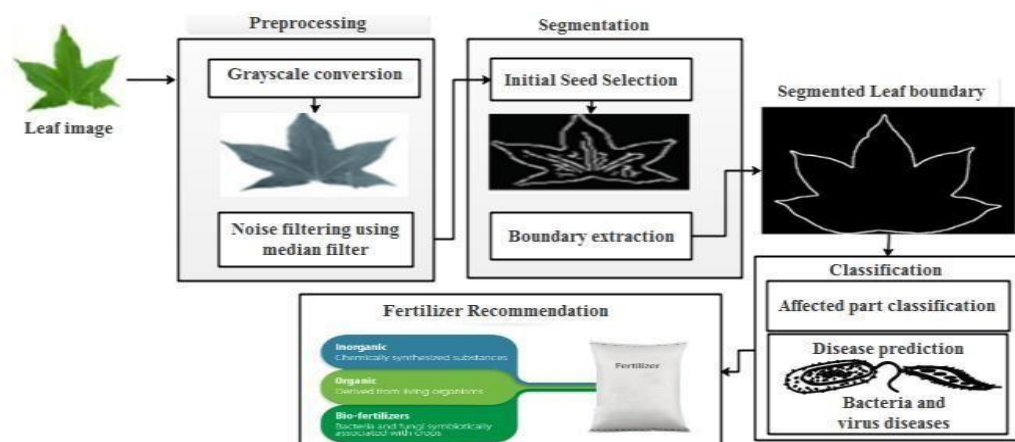 Preprocessing
Segmentation
Leaf image
Grayscale conversion
Noise filtering using
median filter
Initial Seed Selection
Boundary extraction
Segmented Leaf boundary
Classification
Affected part classification
Disease prediction
Bacteria and
virus diseases
Fertilizer Recommendation
Inorganic
Chemically synthesized substances
Organic
Derived from living organisms
Bio-fertilizers
Bacteria and fungi symbiotically
associated with crops
Fertilizer